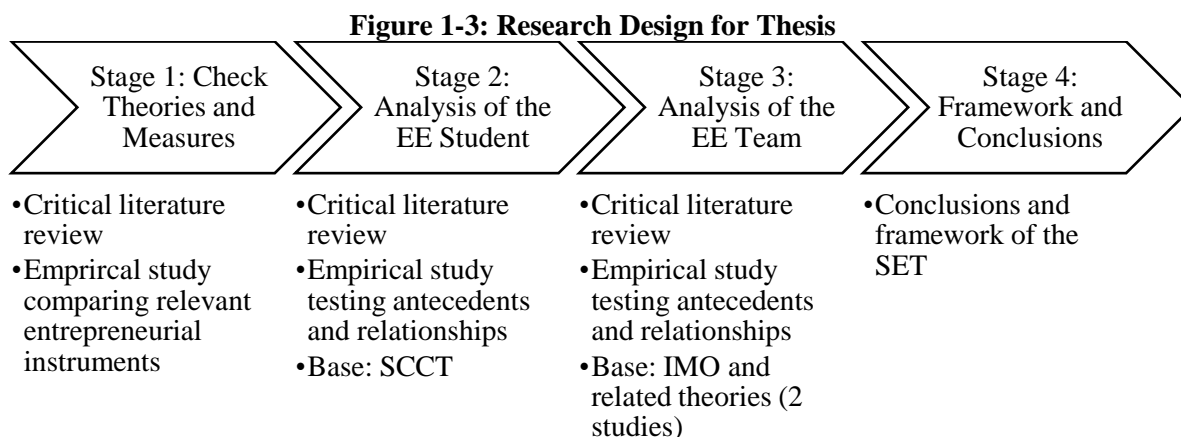 Figure 1-3: Research Design for Thesis
Stage 1: Check
Theories and
Measures
Stage 2:
Analysis of the
EE Student
Stage 3:
Analysis of the
EE Team
Stage 4:
Framework and
Conclusions
•Critical literature
review
•Emprircal study
comparing relevant
entrepreneurial
instruments
•Critical literature
review
•Empirical study
testing antecedents
and relationships
•Base: SCCT
•Critical literature
review
•Empirical study
testing antecedents
and relationships
•Base: IMO and
related theories (2
studies)
•Conclusions and
framework of the
SET